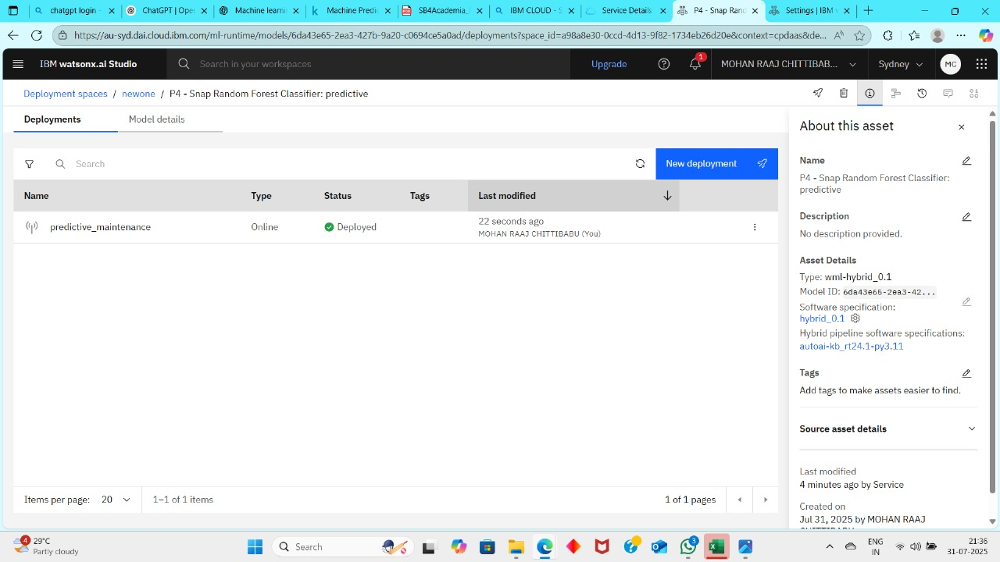 chatgpt login -
ChatGPT | Oper
Machine learnin
Machine Predic
SB4Academia_
IBM CLOUD - S
Service Details
P4 - Snap Rand
Settings | IBM w
https://au-syd.dai.cloud.ibm.com/ml-runtime/models/6da43e65-2ea3-427b-9a20-c0694ce5a0ad/deployments?space_id=a98a8e30-0ccd-4d13-9f82-1734eb26d20e&context=cpdaas&de...
IBM watsonx.ai Studio
Search in your workspaces
Upgrade
1
MOHAN RAAJ CHITTIBAB...
Sydney
MC
Deployment spaces / newone / P4 - Snap Random Forest Classifier: predictive
Deployments
Model details
Search
New deployment
Name Type Status Tags Last modified
predictive_maintenance Online Deployed 22 seconds ago
MOHAN RAAJ CHITTIBABU (You)
Items per page: 20
1–1 of 1 items
1 of 1 pages
About this asset
Name
P4 - Snap Random Forest Classifier:
predictive
Description
No description provided.
Asset Details
Type: wml-hybrid_0.1
Model ID: 6da43e65-2ea3-42...
Software specification:
hybrid_0.1
Hybrid pipeline software specifications:
autoai-kb_rt24.1-py3.11
Tags
Add tags to make assets easier to find.
Source asset details
Last modified
4 minutes ago by Service
Created on
Jul 31, 2025 by MOHAN RAAJ
4
29°C
Partly cloudy
Search
3
ENG
IN
21:36
31-07-2025